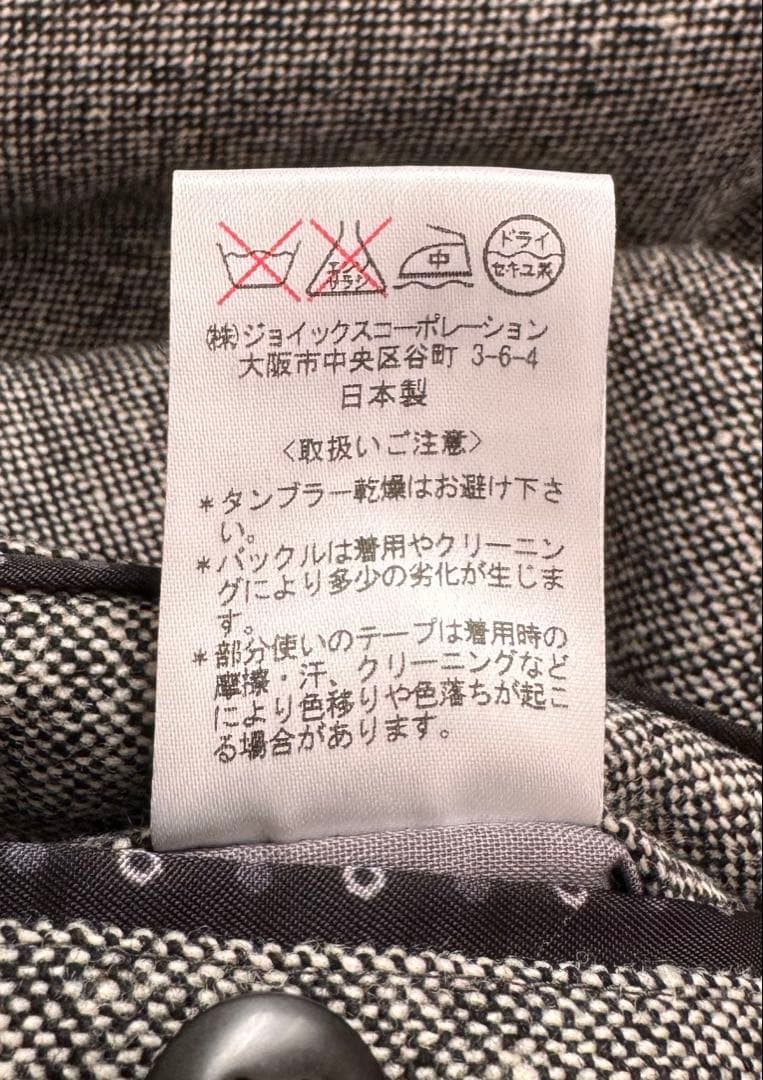 エンソ
サラシ
中
ドライ
セキユ系
㈱ジョイックスコーポレーション
大阪市中央区谷町 3-6-4
日本製
〈取扱いご注意〉
*タンブラー乾燥はお避け下さ
い。
*バックルは着用やクリーニン
グにより多少の劣化が生じま
す。
*部分使いのテープは着用時の
摩擦・汗、クリーニングなど
により色移りや色落ちが起こ
る場合があります。